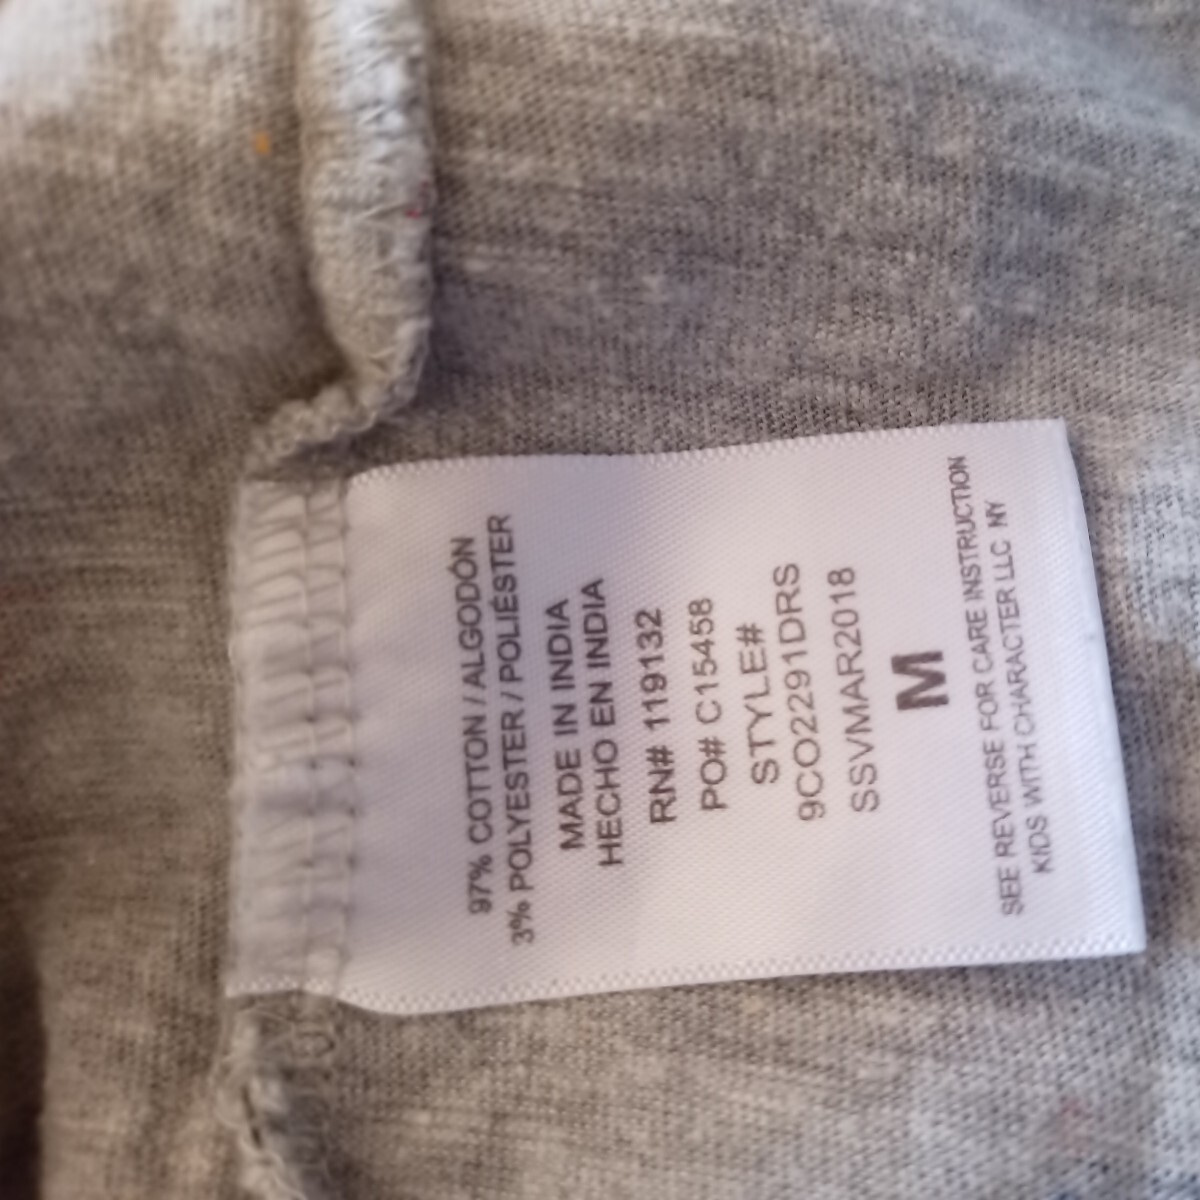 97% COTTON / ALGODÓN
3% POLYESTER / POLIÉSTER
MADE IN INDIA
HECHO EN INDIA
RN# 119132
PO# C15458
STYLE#
9CO2291DRS
SSVMAR2018
M
SEE REVERSE FOR CARE INSTRUCTION
KIDS WITH CHARACTER LLC NY